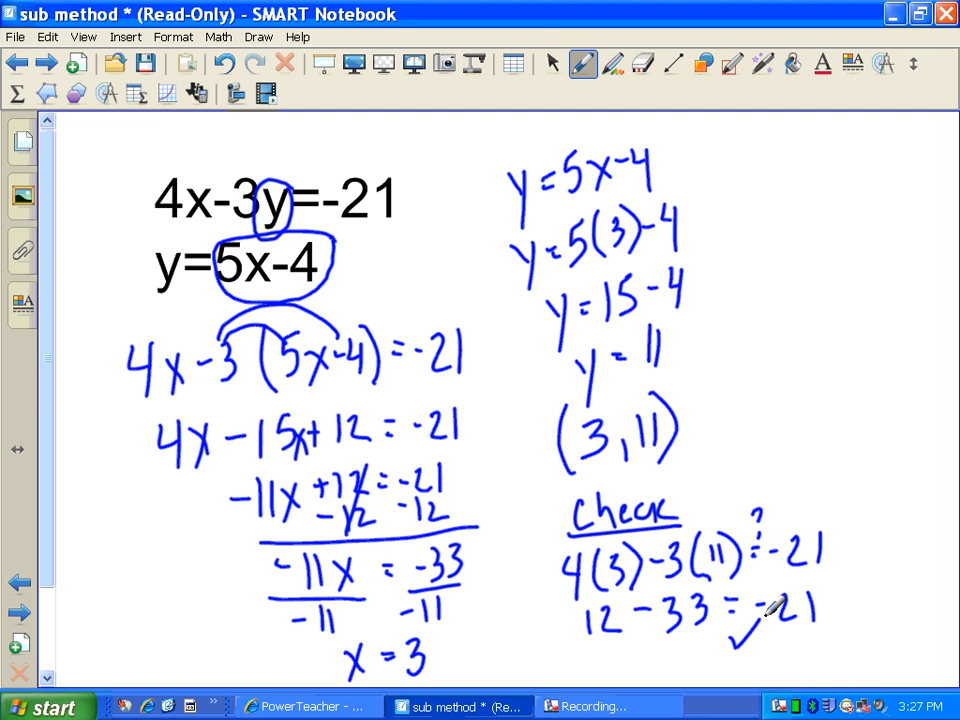 sub method * (Read-Only) - SMART Notebook
File Edit View Insert Format Math Draw Help
4x-3y=-21
y=5x-4
4x-3(5x-4)=-21
4x-15x+12=-21
-11x+12=-21
-12 -12
-11x = -33
-11 -11
x=3
y=5x-4
y=5(3)-4
y=15-4
y=11
(3,11)
Check
?
4(3)-3(11)=-21
12-33=-21
start
PowerTeacher - ...
sub method * (Re...
Recording...
3:27 PM